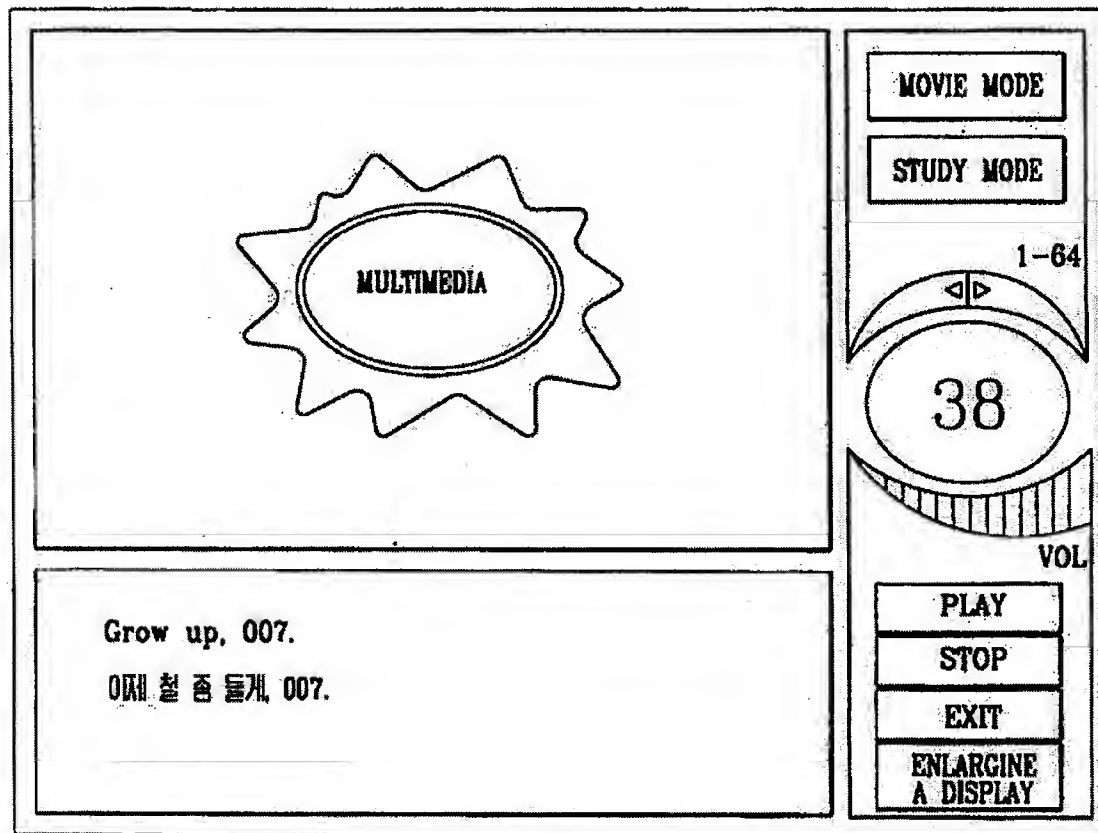 MULTIMEDIA
Grow up, 007.
이제 철 좀 들게, 007.
MOVIE MODE
STUDY MODE
1-64
38
VOL
PLAY
STOP
EXIT
ENLARGINE
A DISPLAY